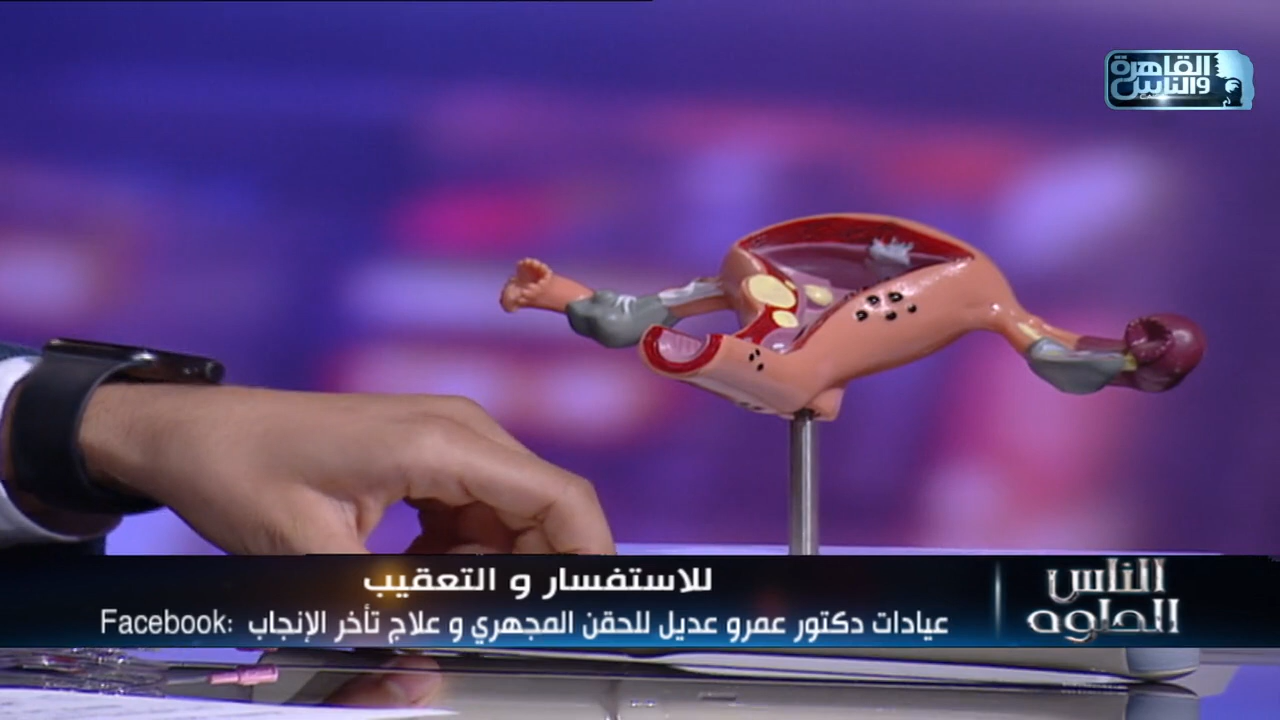 القاهرة
والناس
للاستفسار و التعقيب
عيادات دكتور عمرو عديل للحقن المجهري و علاج تأخر الإنجاب Facebook:
الناس
الحلوه